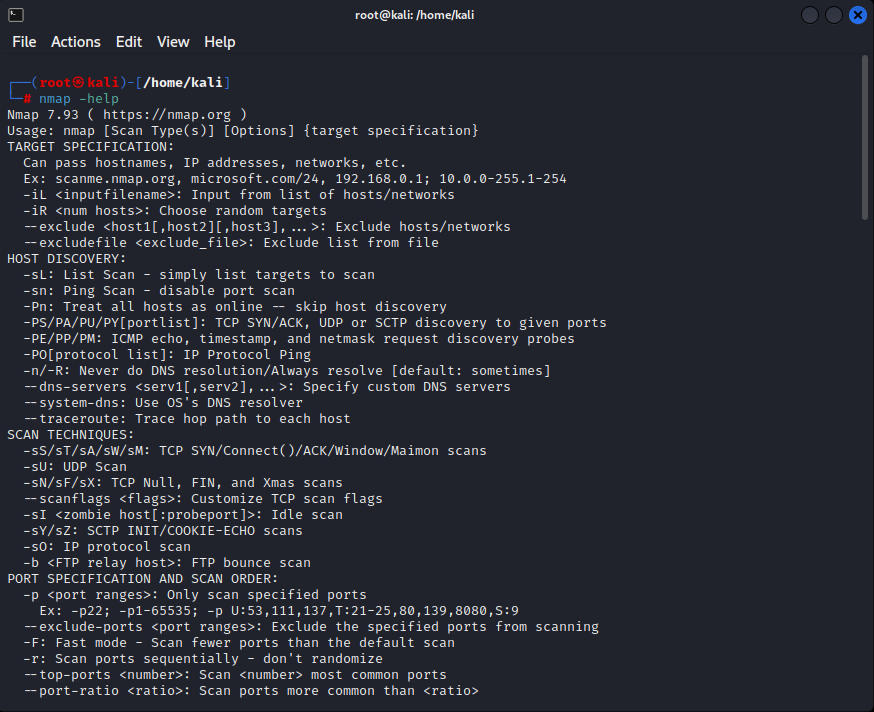 root@kali: /home/kali
File Actions Edit View Help
┌──(root㉿kali)-[/home/kali]
└─# nmap -help
Nmap 7.93 ( https://nmap.org )
Usage: nmap [Scan Type(s)] [Options] {target specification}
TARGET SPECIFICATION:
  Can pass hostnames, IP addresses, networks, etc.
  Ex: scanme.nmap.org, microsoft.com/24, 192.168.0.1; 10.0.0-255.1-254
  -iL <inputfilename>: Input from list of hosts/networks
  -iR <num hosts>: Choose random targets
  --exclude <host1[,host2][,host3],...>: Exclude hosts/networks
  --excludefile <exclude_file>: Exclude list from file
HOST DISCOVERY:
  -sL: List Scan - simply list targets to scan
  -sn: Ping Scan - disable port scan
  -Pn: Treat all hosts as online -- skip host discovery
  -PS/PA/PU/PY[portlist]: TCP SYN/ACK, UDP or SCTP discovery to given ports
  -PE/PP/PM: ICMP echo, timestamp, and netmask request discovery probes
  -PO[protocol list]: IP Protocol Ping
  -n/-R: Never do DNS resolution/Always resolve [default: sometimes]
  --dns-servers <serv1[,serv2],...>: Specify custom DNS servers
  --system-dns: Use OS's DNS resolver
  --traceroute: Trace hop path to each host
SCAN TECHNIQUES:
  -sS/sT/sA/sW/sM: TCP SYN/Connect()/ACK/Window/Maimon scans
  -sU: UDP Scan
  -sN/sF/sX: TCP Null, FIN, and Xmas scans
  --scanflags <flags>: Customize TCP scan flags
  -sI <zombie host[:probeport]>: Idle scan
  -sY/sZ: SCTP INIT/COOKIE-ECHO scans
  -sO: IP protocol scan
  -b <FTP relay host>: FTP bounce scan
PORT SPECIFICATION AND SCAN ORDER:
  -p <port ranges>: Only scan specified ports
    Ex: -p22; -p1-65535; -p U:53,111,137,T:21-25,80,139,8080,S:9
  --exclude-ports <port ranges>: Exclude the specified ports from scanning
  -F: Fast mode - Scan fewer ports than the default scan
  -r: Scan ports sequentially - don't randomize
  --top-ports <number>: Scan <number> most common ports
  --port-ratio <ratio>: Scan ports more common than <ratio>